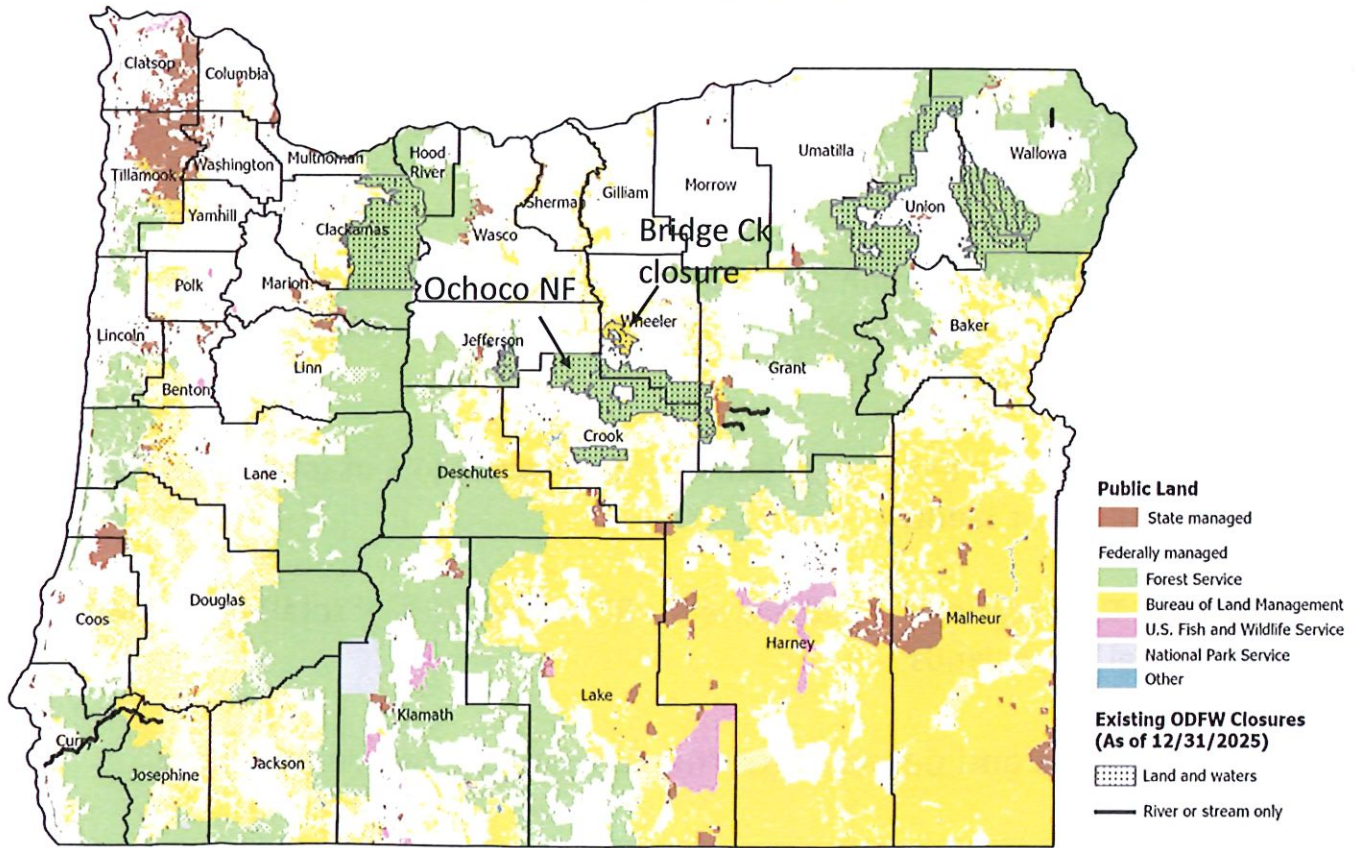 Clatsop
Columbia
Tillamook
Washington
Multnomah
Hood
River
Yamhill
Clackamas
Wasco
Sherman
Gilliam
Morrow
Umatilla
Union
Wallowa
Polk
Marion
Bridge Ck
closure
Ochoco NF
Wheeler
Lincoln
Benton
Linn
Jefferson
Grant
Baker
Crook
Lane
Deschutes
Coos
Douglas
Klamath
Lake
Harney
Malheur
Curry
Josephine
Jackson
Public Land
State managed
Federally managed
Forest Service
Bureau of Land Management
U.S. Fish and Wildlife Service
National Park Service
Other
Existing ODFW Closures
(As of 12/31/2025)
Land and waters
River or stream only